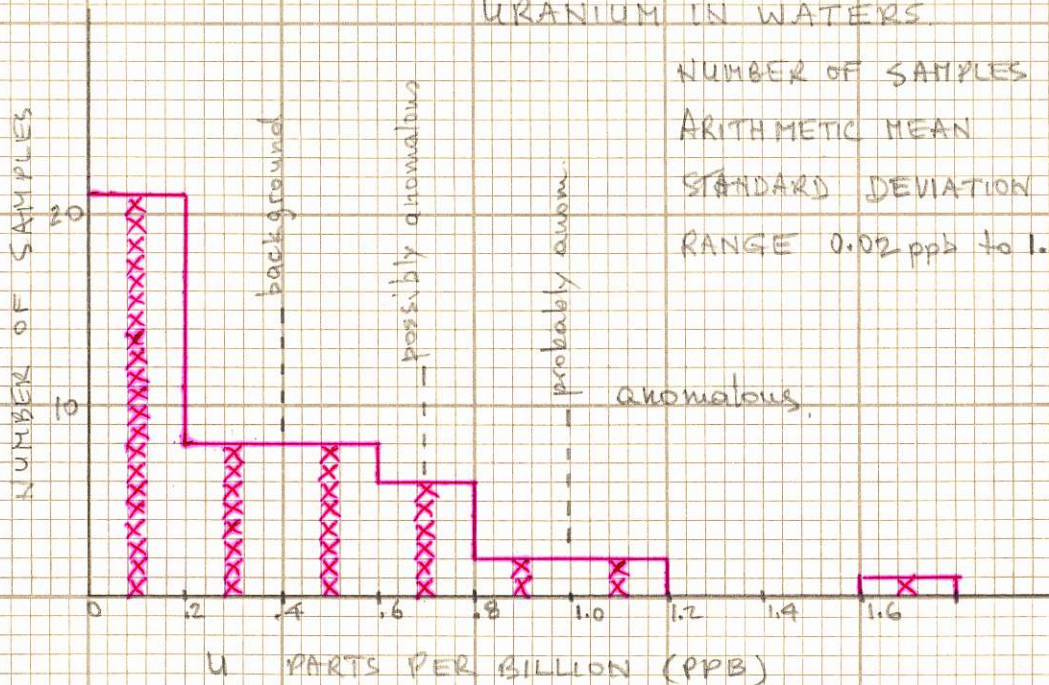 URANIUM IN WATERS.
NUMBER OF SAMPLES
ARITHMETIC MEAN
STANDARD DEVIATION
RANGE 0.02 ppb to 1.
NUMBER OF SAMPLES
20
10
background
possibly anomalous
probably anom.
anomalous.
0 .2 .4 .6 .8 1.0 1.2 1.4 1.6
U PARTS PER BILLION (PPB)